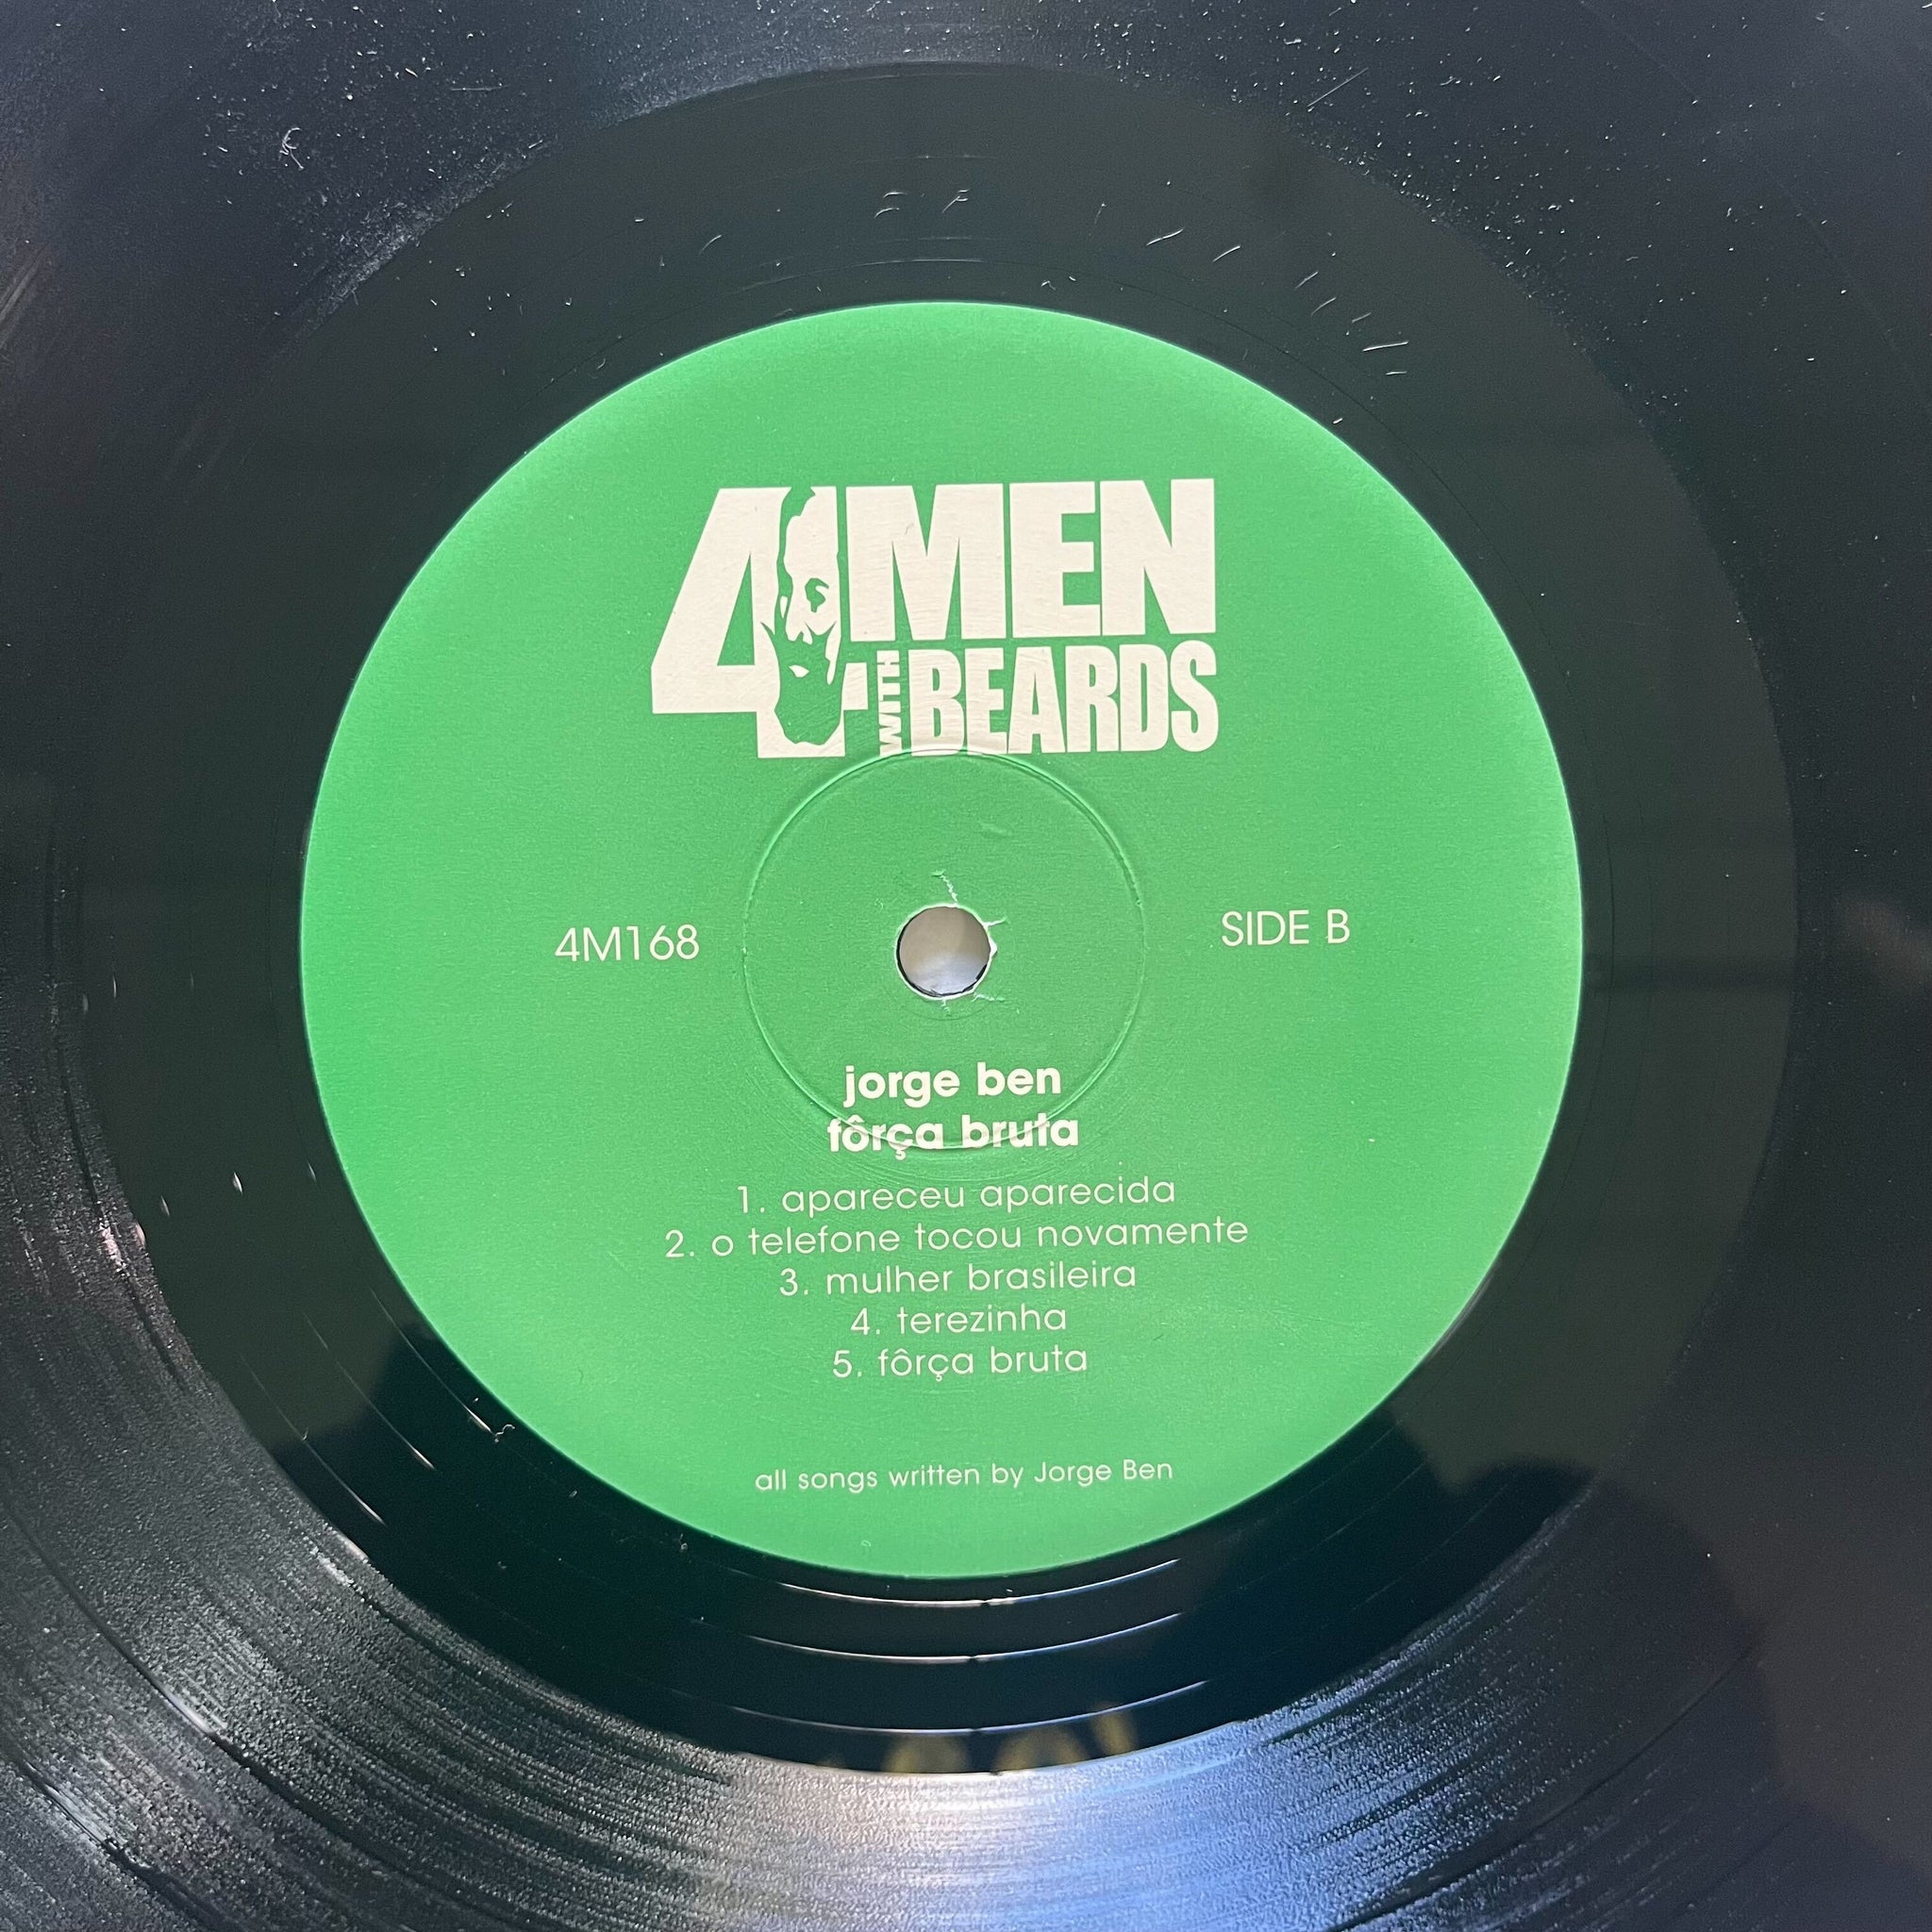 4 MEN
WITH BEARDS
4M168
SIDE B
jorge ben
fôrça bruta
1. apareceu aparecida
2. o telefone tocou novamente
3. mulher brasileira
4. terezinha
5. fôrça bruta
all songs written by Jorge Ben